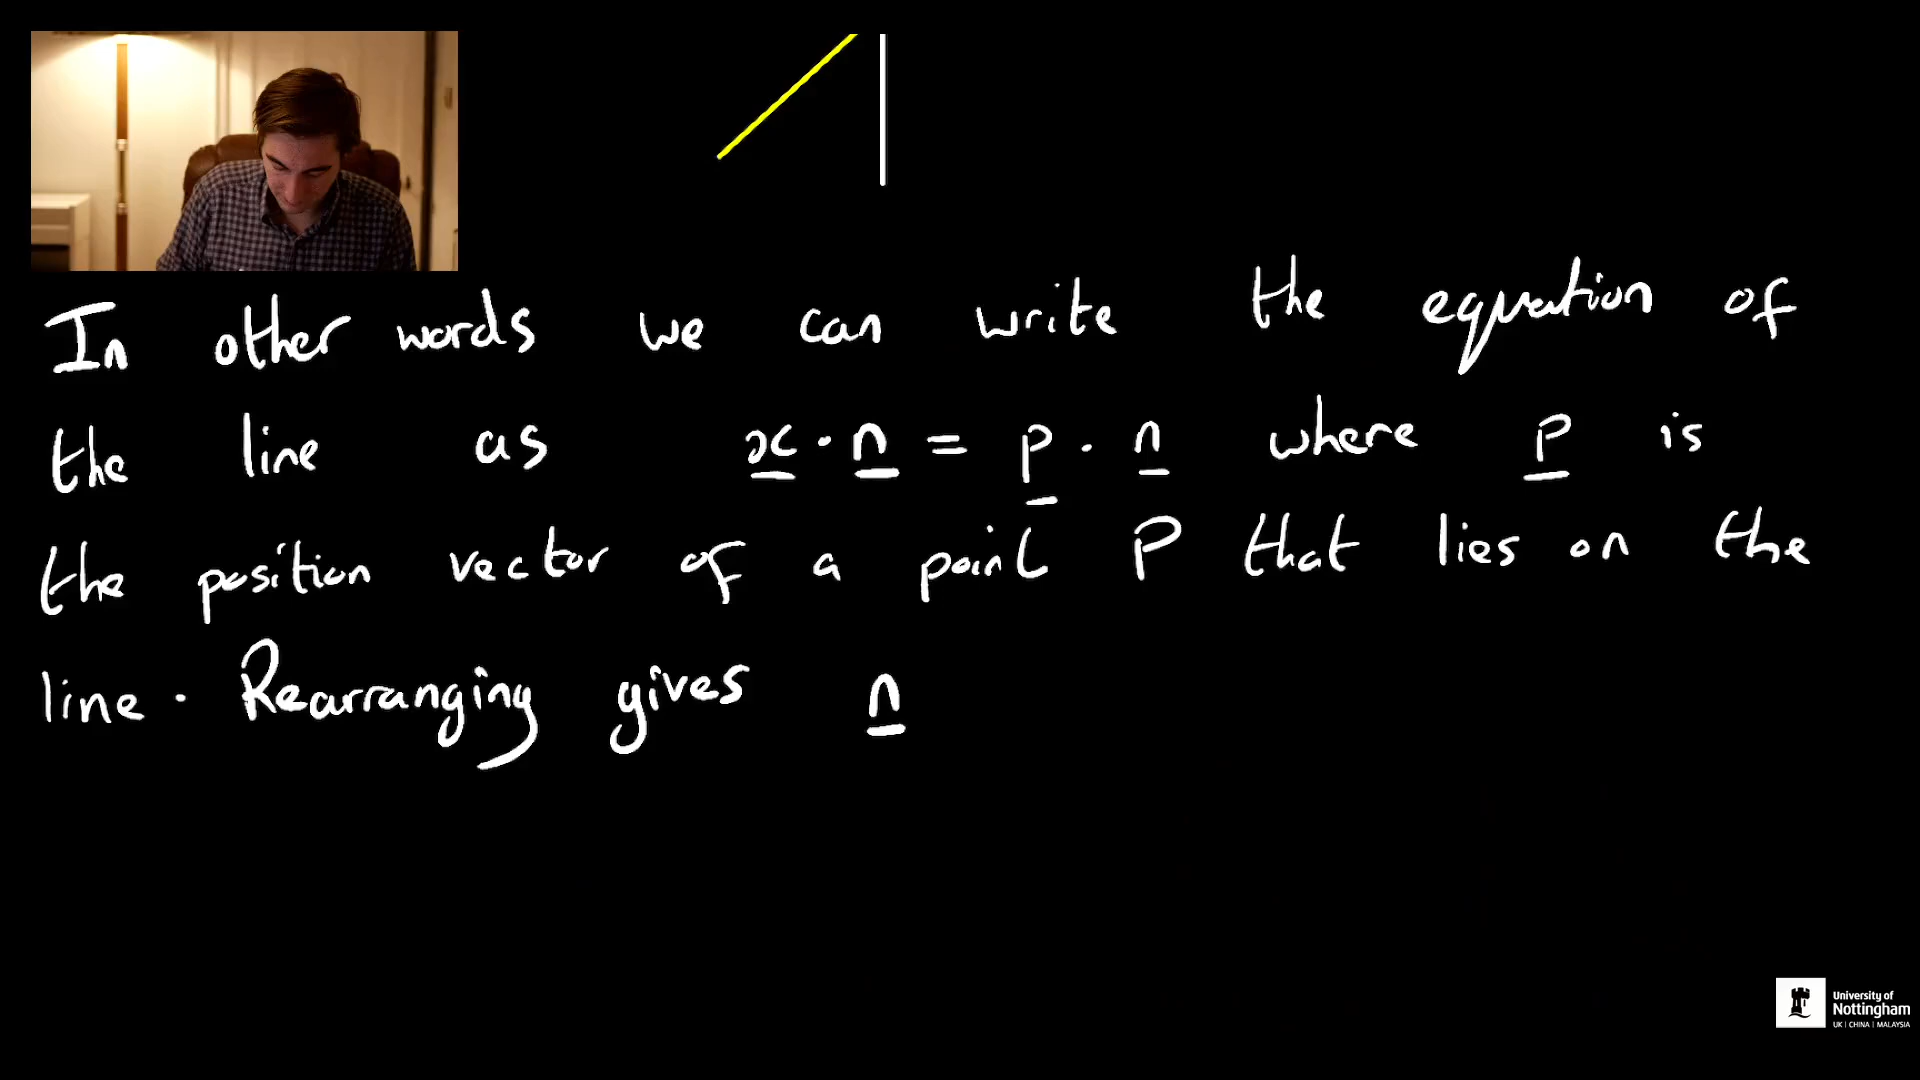 In other words we can write the equation of
the line as x · n = p · n where p is
the position vector of a point P that lies on the
line. Rearranging gives n
University of
Nottingham
UK | CHINA | MALAYSIA